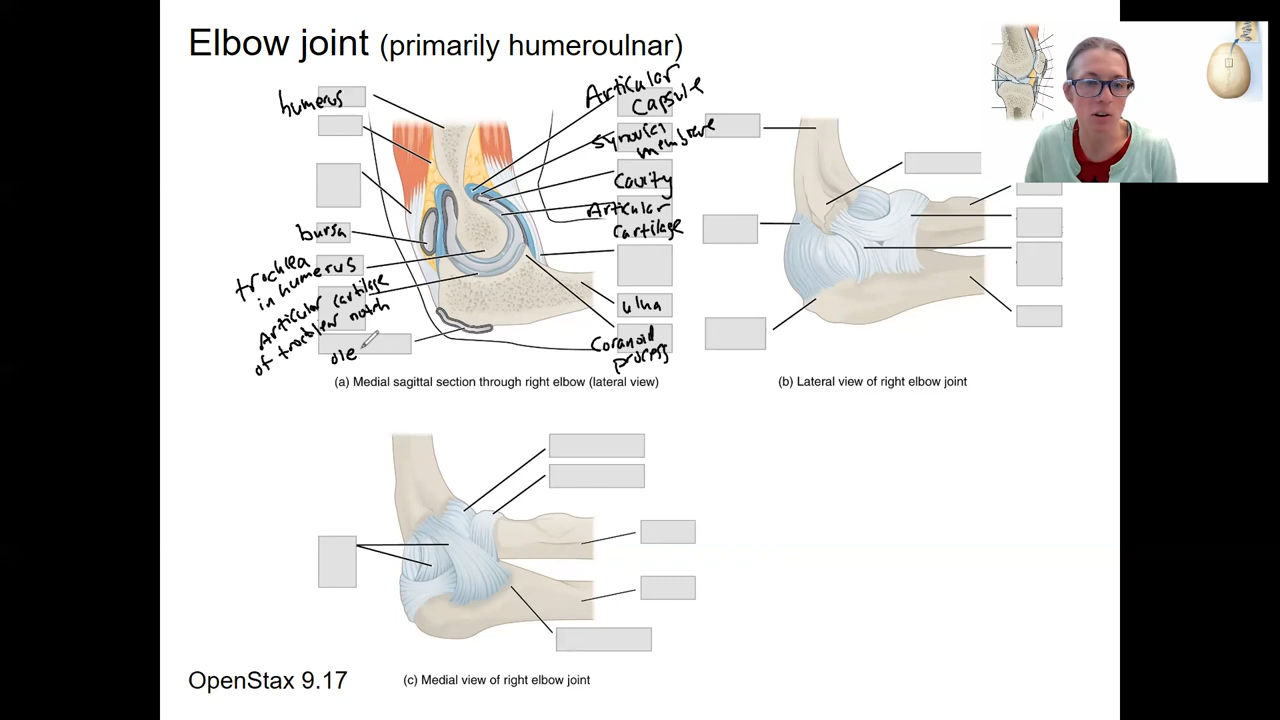 Elbow joint (primarily humeroulnar)
humerus
bursa
trochlea
in humerus
Articular cartilage
of trochlear notch
ole
Articular
Capsule
synovial
membrane
Cavity
Articular
Cartilage
ulna
Coranoid
process
(a) Medial sagittal section through right elbow (lateral view)
(b) Lateral view of right elbow joint
OpenStax 9.17
(c) Medial view of right elbow joint